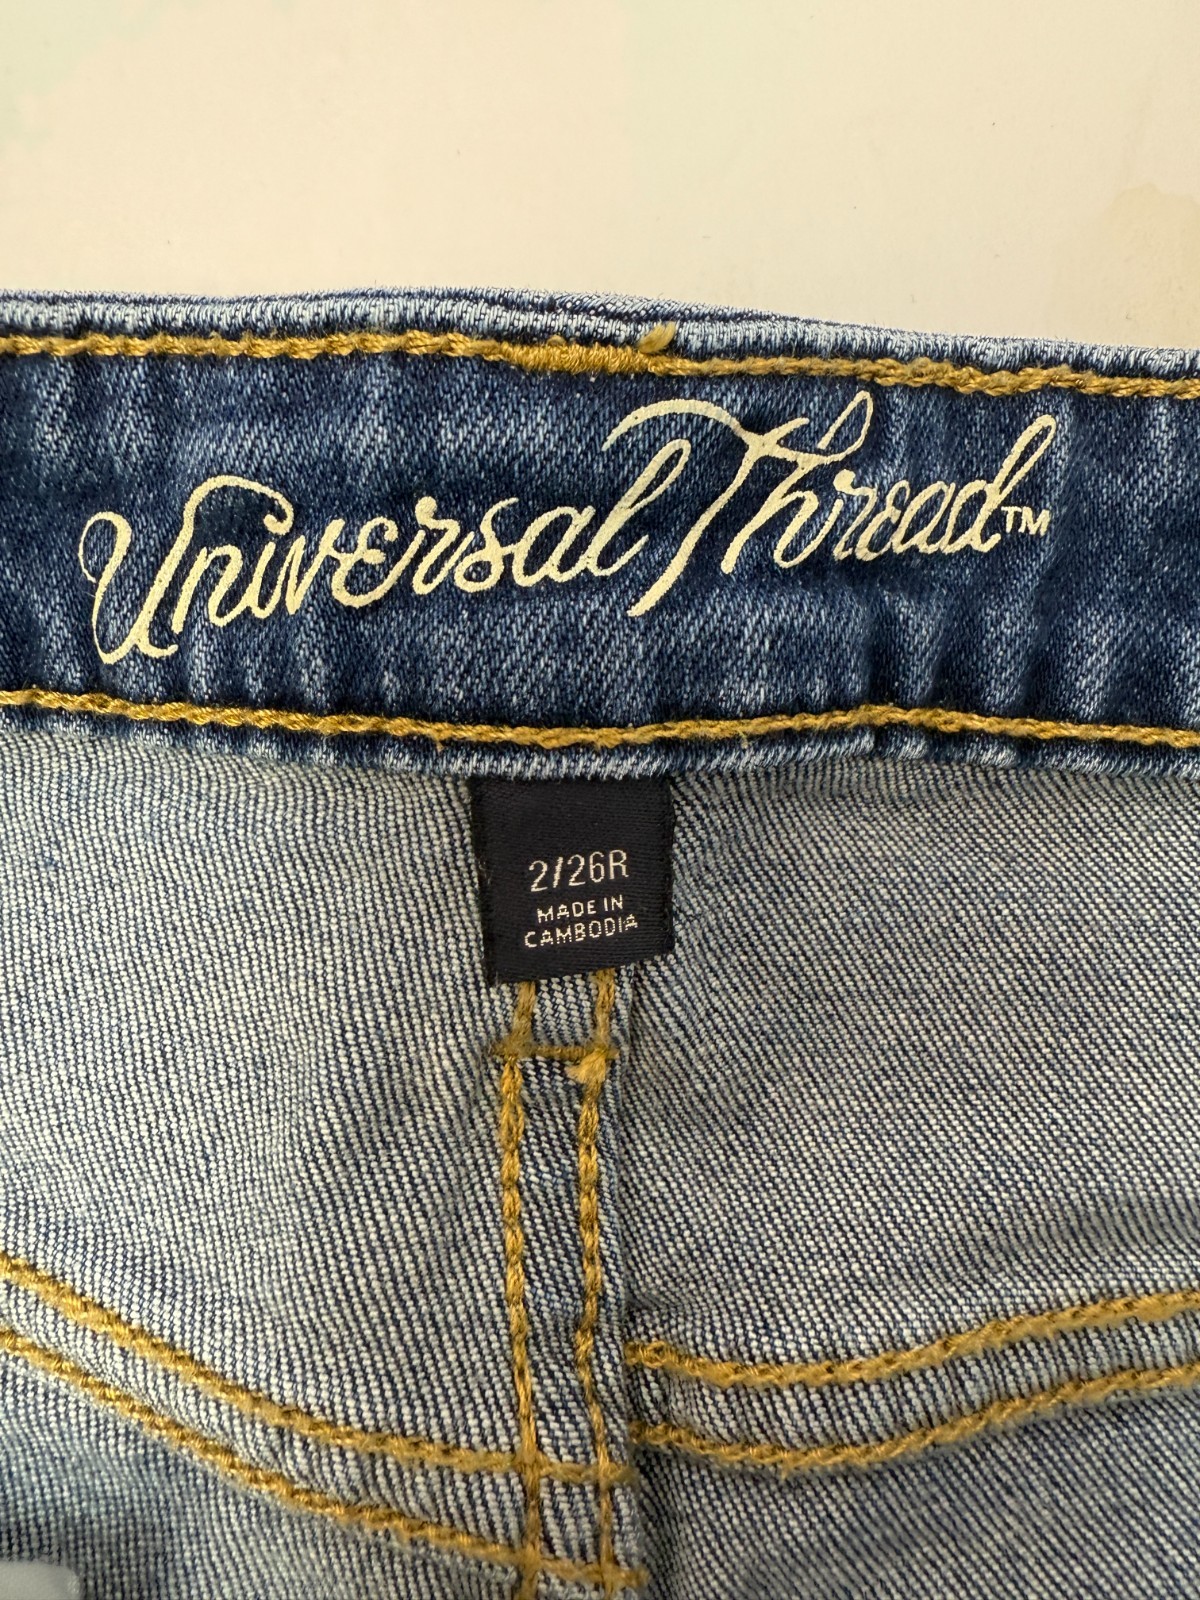 Universal Thread™
2/26R
MADE IN
CAMBODIA